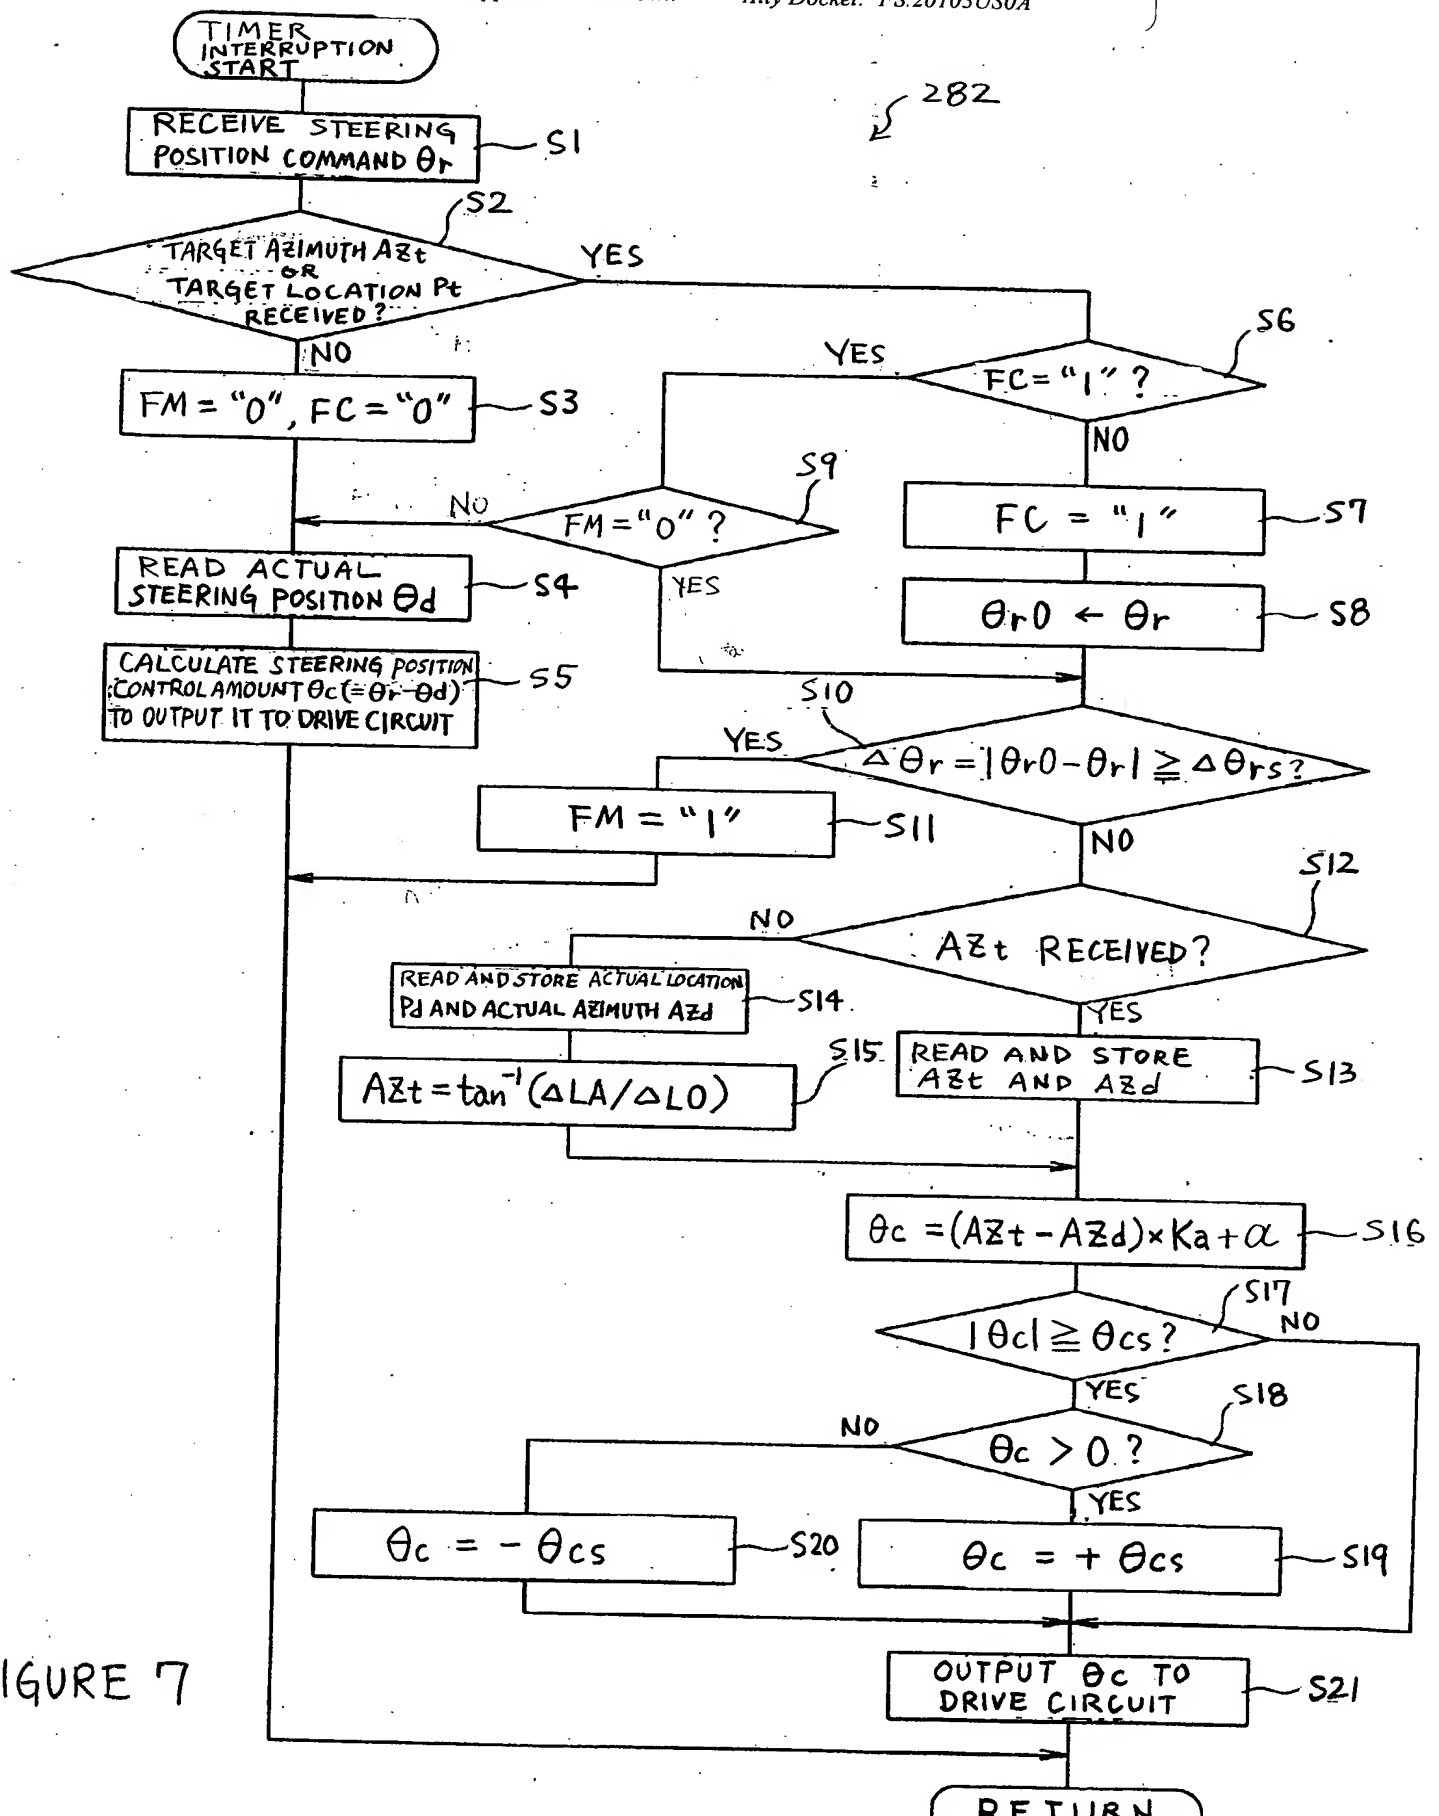 Atty Docket: PS.20105US0A
TIMER
INTERRUPTION
START
282
RECEIVE STEERING
POSITION COMMAND θr
S1
S2
TARGET AZIMUTH AZt
OR
TARGET LOCATION Pt
RECEIVED?
YES
NO
S6
FC = "1" ?
YES
NO
FM = "0", FC = "0"
S3
S9
FM = "0" ?
NO
YES
FC = "1"
S7
READ ACTUAL
STEERING POSITION θd
S4
θr0 ← θr
S8
CALCULATE STEERING POSITION
CONTROL AMOUNT θc (= θr - θd)
TO OUTPUT IT TO DRIVE CIRCUIT
S5
S10
Δθr = |θr0 - θr| ≧ Δθrs?
YES
NO
FM = "1"
S11
S12
AZt RECEIVED?
NO
YES
READ AND STORE ACTUAL LOCATION
Pd AND ACTUAL AZIMUTH AZd
S14
READ AND STORE
AZt AND AZd
S13
AZt = tan⁻¹ (ΔLA/ΔLO)
S15
θc = (AZt - AZd) × Ka + α
S16
S17
|θc| ≧ θcs?
NO
YES
S18
θc > 0 ?
NO
YES
θc = - θcs
S20
θc = + θcs
S19
OUTPUT θc TO
DRIVE CIRCUIT
S21
IGURE 7
RETURN